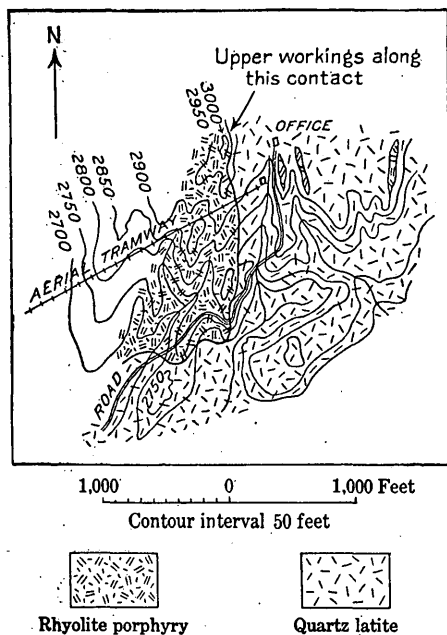 N
Upper workings along
this contact
3000
2950
OFFICE
2900
2850
2800
2750
2700
AERIAL TRAMWAY
ROAD
2750
1,000 0 1,000 Feet
Contour interval 50 feet
Rhyolite porphyry Quartz latite